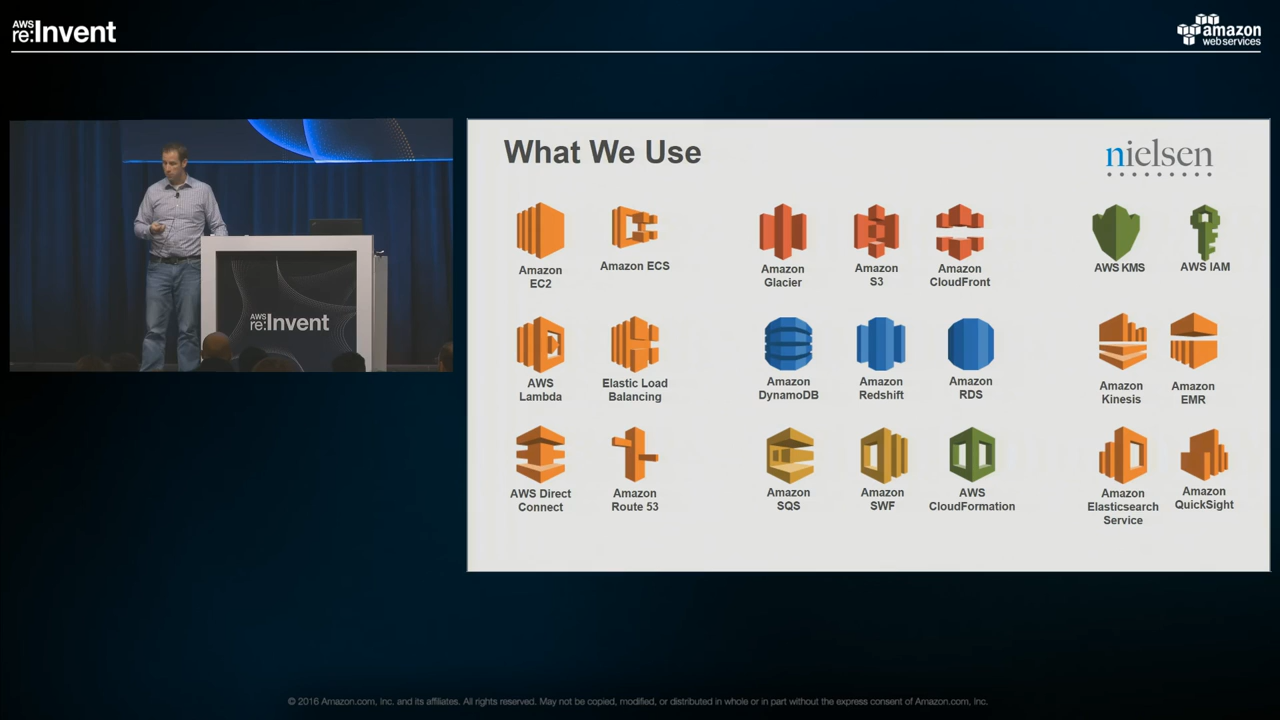 AWS
re:Invent
amazon
web services
AWS
re:Invent
What We Use
nielsen
Amazon
EC2
Amazon ECS
Amazon
Glacier
Amazon
S3
Amazon
CloudFront
AWS KMS
AWS IAM
AWS
Lambda
Elastic Load
Balancing
Amazon
DynamoDB
Amazon
Redshift
Amazon
RDS
Amazon
Kinesis
Amazon
EMR
AWS Direct
Connect
Amazon
Route 53
Amazon
SQS
Amazon
SWF
AWS
CloudFormation
Amazon
Elasticsearch
Service
Amazon
QuickSight
© 2016 Amazon.com, Inc. and its affiliates. All rights reserved. May not be copied, modified, or distributed in whole or in part without the express consent of Amazon.com, Inc.